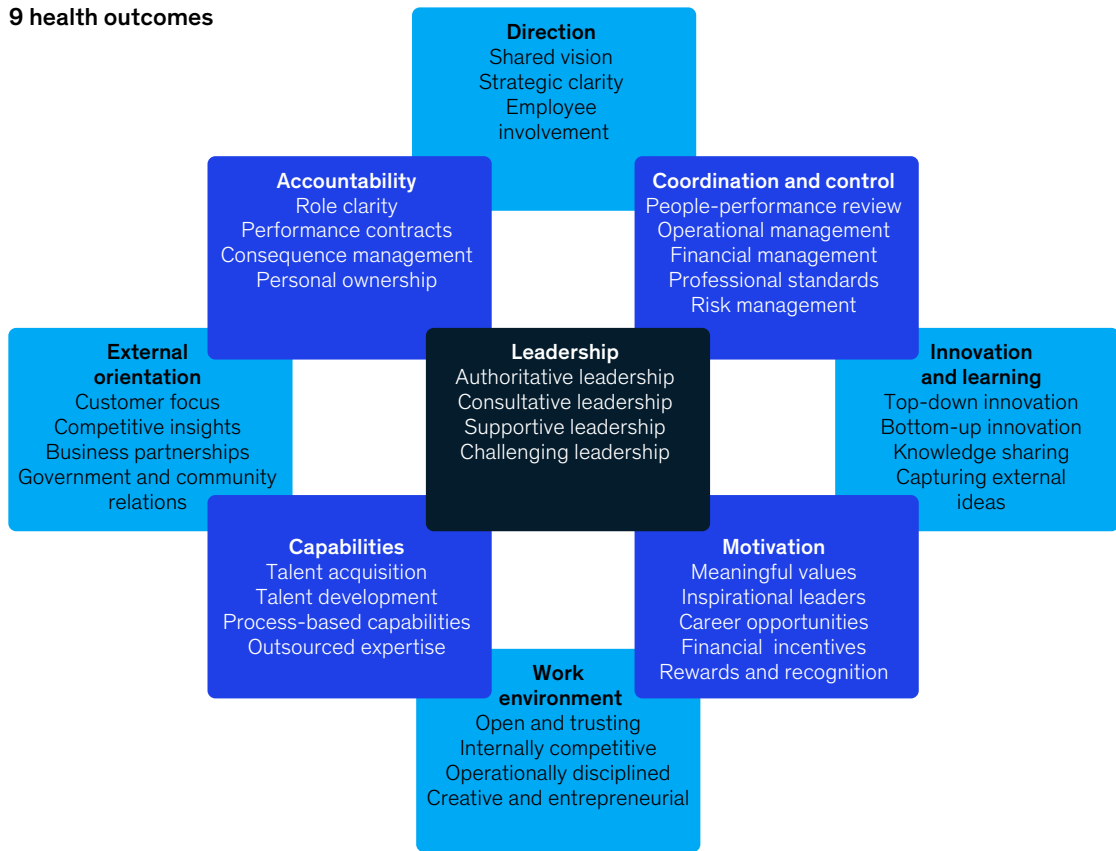 9 health outcomes
Direction
Shared vision
Strategic clarity
Employee
involvement
Accountability
Role clarity
Performance contracts
Consequence management
Personal ownership
Coordination and control
People-performance review
Operational management
Financial management
Professional standards
Risk management
External
orientation
Customer focus
Competitive insights
Business partnerships
Government and community
relations
Leadership
Authoritative leadership
Consultative leadership
Supportive leadership
Challenging leadership
Innovation
and learning
Top-down innovation
Bottom-up innovation
Knowledge sharing
Capturing external
ideas
Capabilities
Talent acquisition
Talent development
Process-based capabilities
Outsourced expertise
Motivation
Meaningful values
Inspirational leaders
Career opportunities
Financial incentives
Rewards and recognition
Work
environment
Open and trusting
Internally competitive
Operationally disciplined
Creative and entrepreneurial